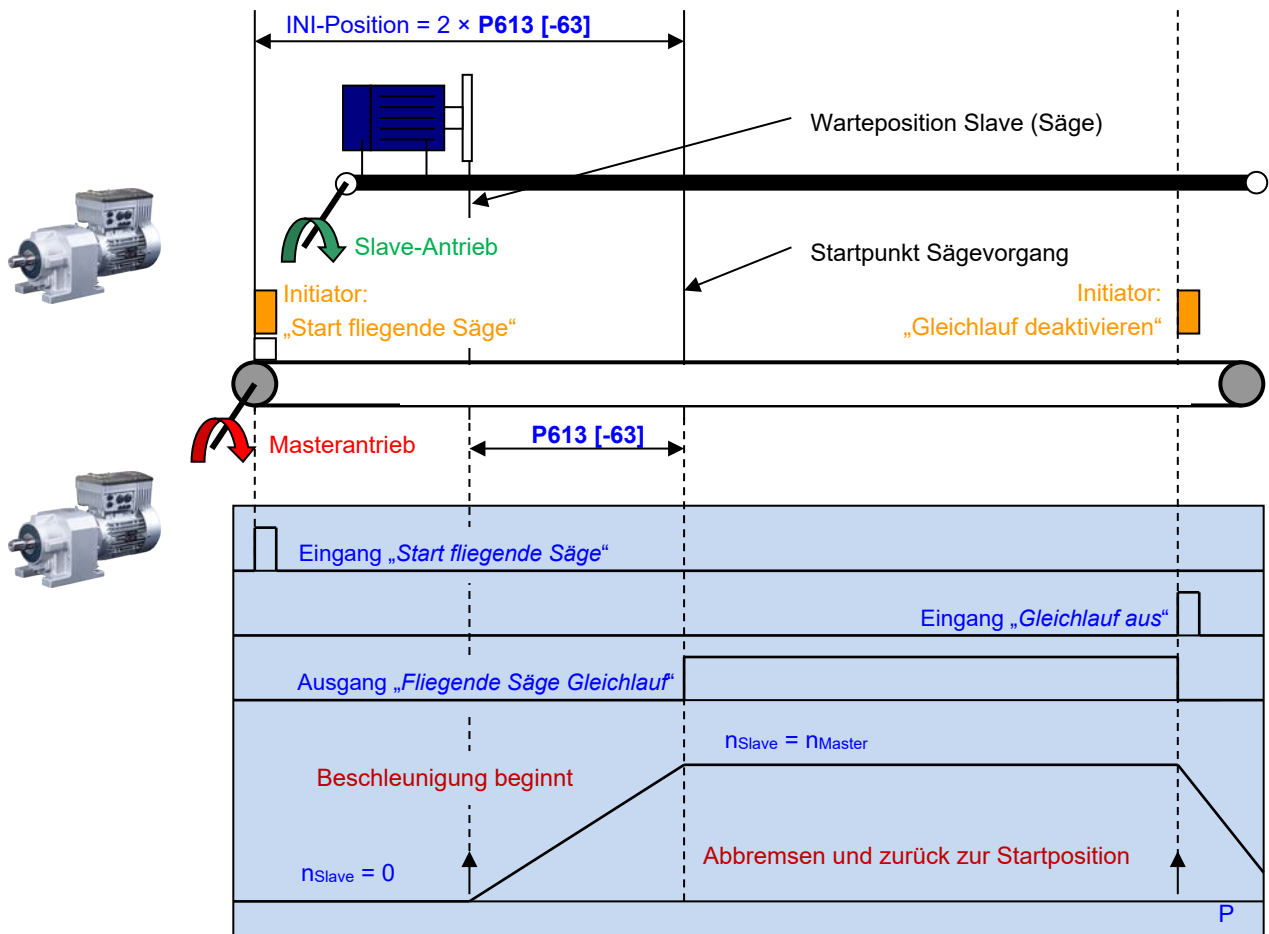 INI-Position = 2 × P613 [-63]
Warteposition Slave (Säge)
Slave-Antrieb
Startpunkt Sägevorgang
Initiator:
„Start fliegende Säge“
Initiator:
„Gleichlauf deaktivieren”
Masterantrieb
P613 [-63]
Eingang „Start fliegende Säge“
Eingang „Gleichlauf aus“
Ausgang „Fliegende Säge Gleichlauf“
nSlave = nMaster
Beschleunigung beginnt
Abbremsen und zurück zur Startposition
nSlave = 0
P